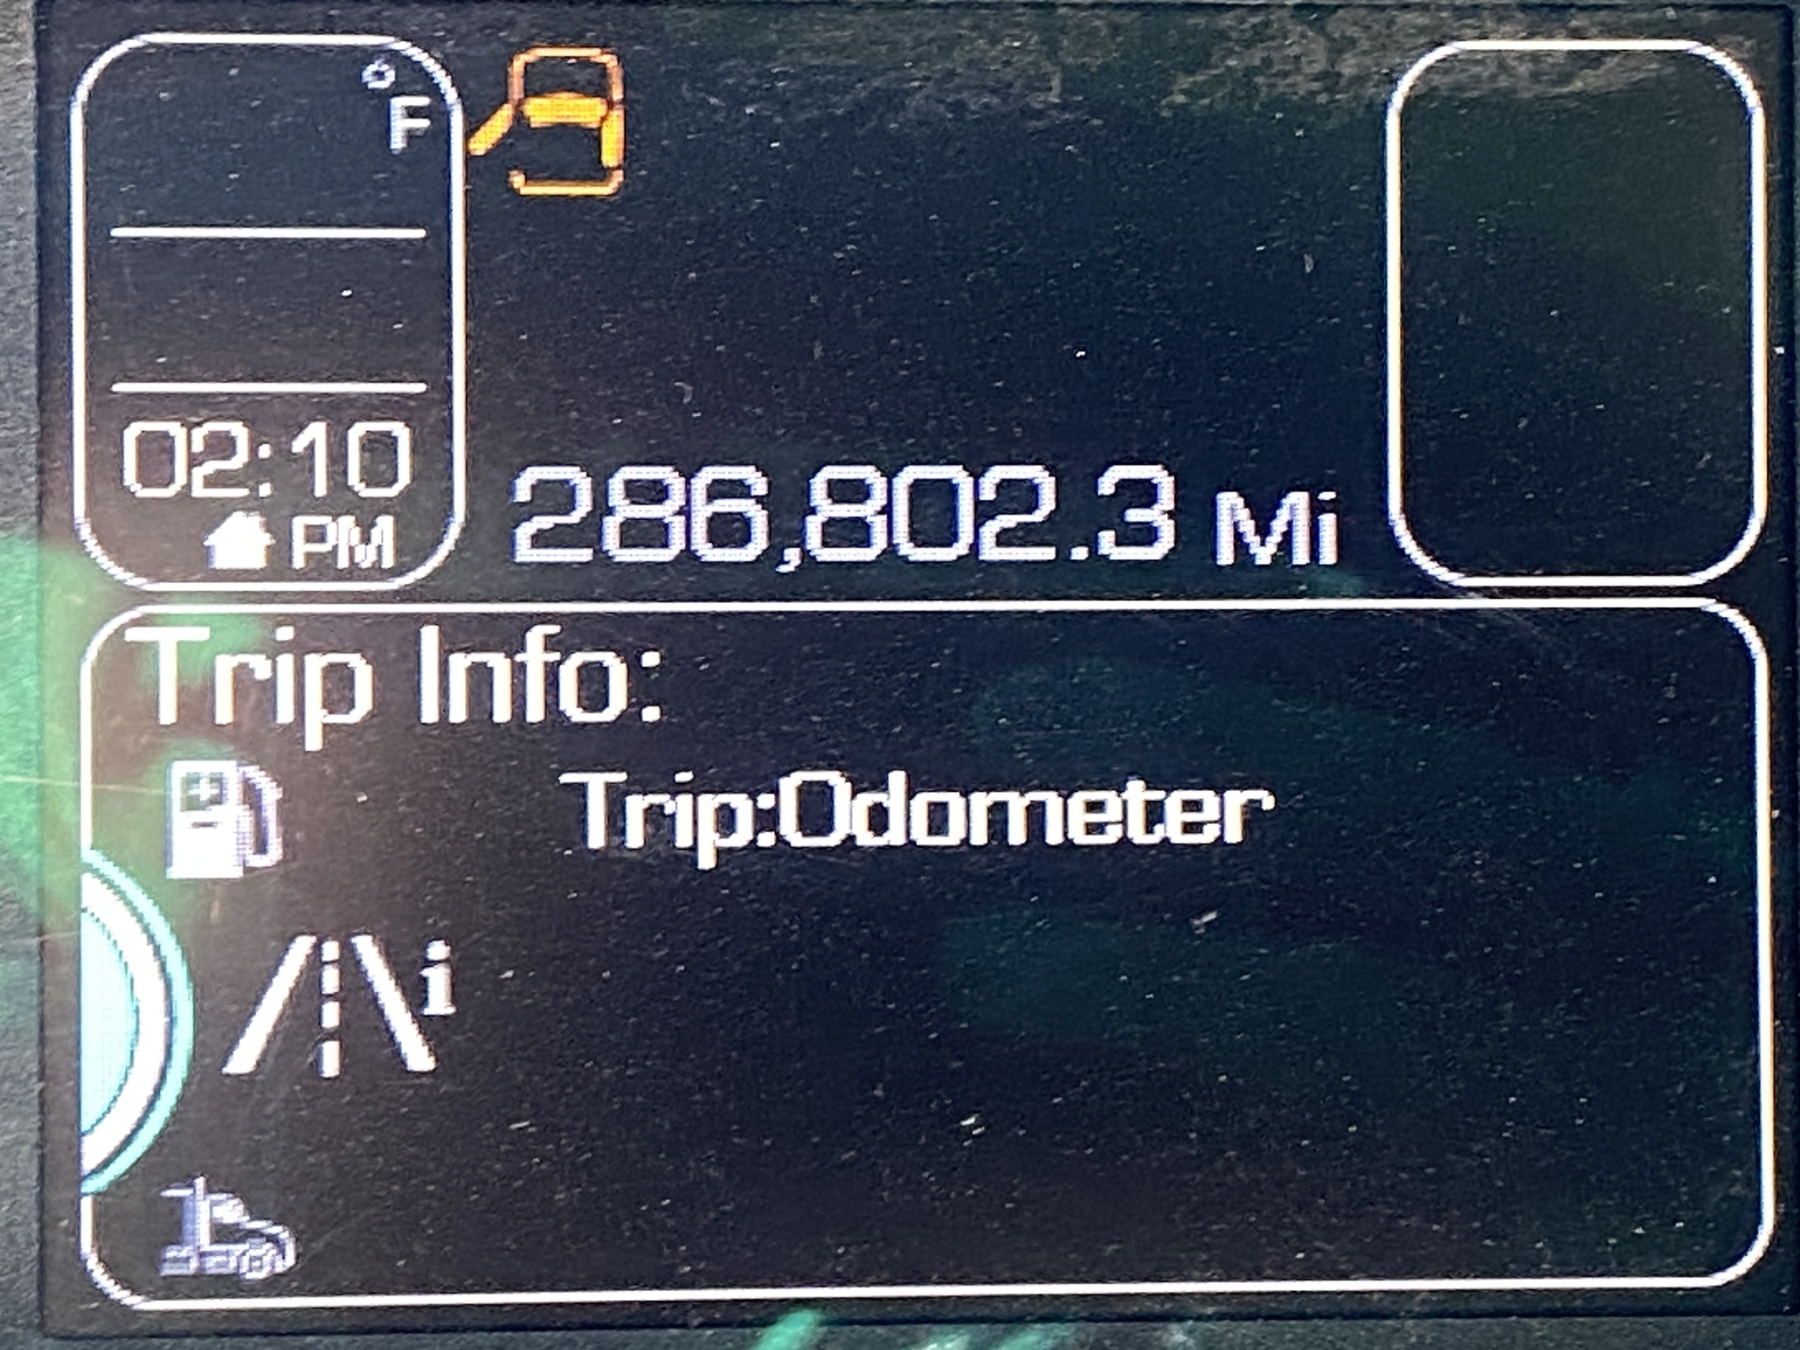 °F
02:10
PM
286,802.3 Mi
Trip Info:
Trip:Odometer
i